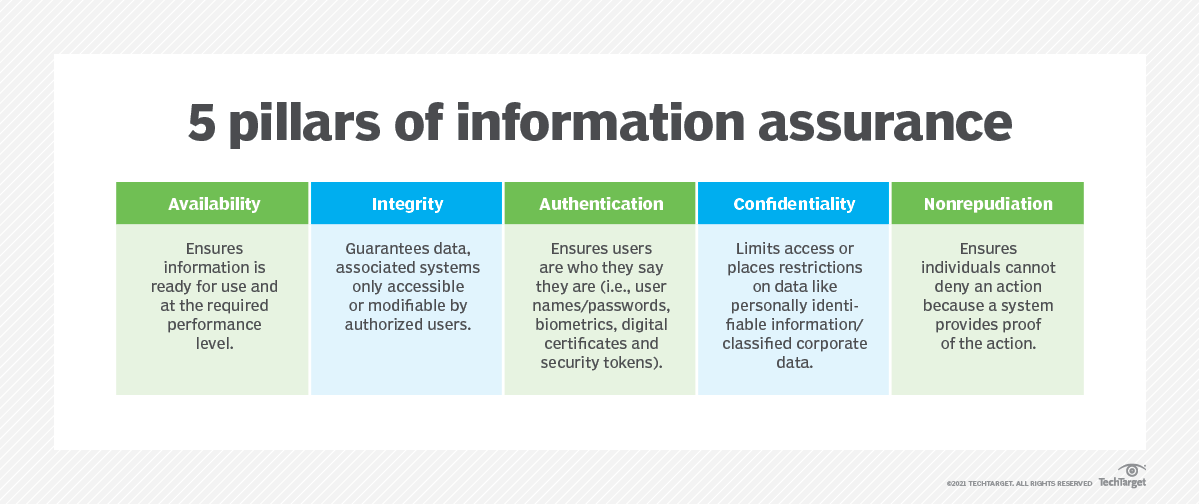 5 pillars of information assurance
Availability
Ensures
information is
ready for use and
at the required
performance
level.
Integrity
Guarantees data,
associated systems
only accessible
or modifiable by
authorized users.
Authentication
Ensures users
are who they say
they are (i.e., user
names/passwords,
biometrics, digital
certificates and
security tokens).
Confidentiality
Limits access or
places restrictions
on data like
personally identi-
fiable information/
classified corporate
data.
Nonrepudiation
Ensures
individuals cannot
deny an action
because a system
provides proof
of the action.
©2021 TECHTARGET. ALL RIGHTS RESERVED
TechTarget